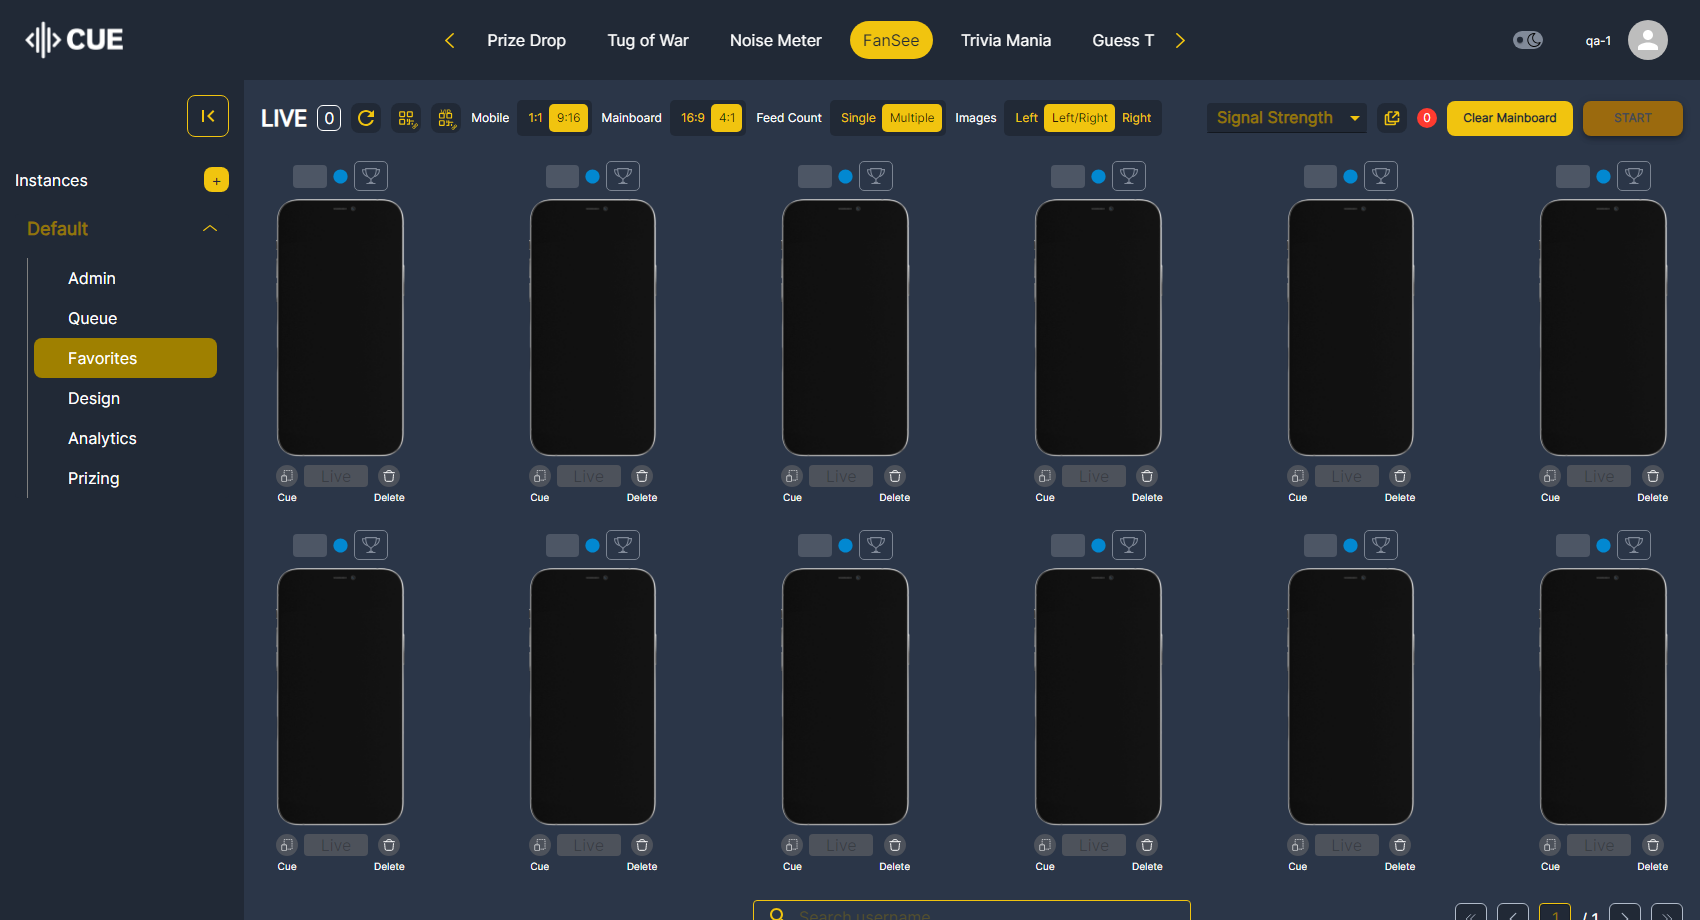 CUE
Prize Drop Tug of War Noise Meter FanSee Trivia Mania Guess T
qa-1
LIVE 0 Mobile 1:1 9:16 Mainboard 16:9 4:1 Feed Count Single Multiple Images Left Left/Right Right Signal Strength 0 Clear Mainboard START
Instances +
Default
Admin
Queue
Favorites
Design
Analytics
Prizing
Live Live Live Live Live Live
Cue Delete Cue Delete Cue Delete Cue Delete Cue Delete Cue Delete
Live Live Live Live Live Live
Cue Delete Cue Delete Cue Delete Cue Delete Cue Delete Cue Delete
Search username
1 / 1